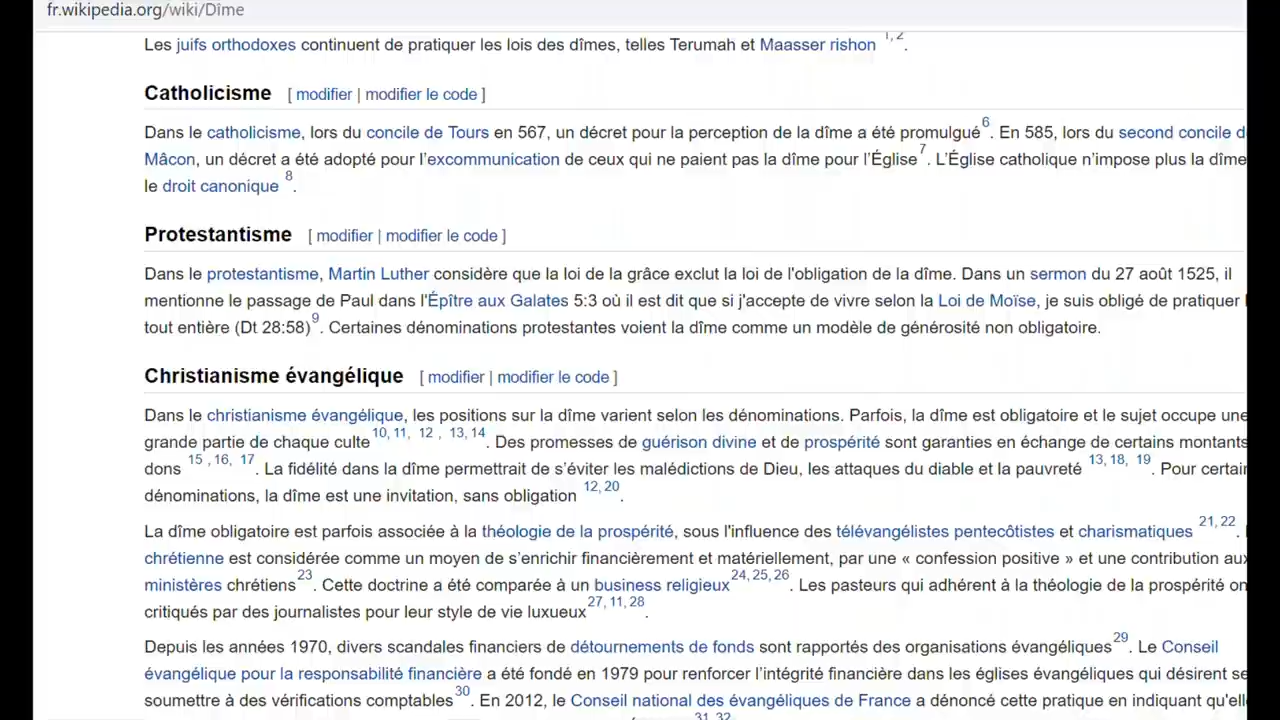 fr.wikipedia.org/wiki/Dîme
Les juifs orthodoxes continuent de pratiquer les lois des dîmes, telles Terumah et Maasser rishon 1, 2.
Catholicisme [ modifier | modifier le code ]
Dans le catholicisme, lors du concile de Tours en 567, un décret pour la perception de la dîme a été promulgué 6. En 585, lors du second concile d
Mâcon, un décret a été adopté pour l'excommunication de ceux qui ne paient pas la dîme pour l'Église 7. L'Église catholique n'impose plus la dîme
le droit canonique 8.
Protestantisme [ modifier | modifier le code ]
Dans le protestantisme, Martin Luther considère que la loi de la grâce exclut la loi de l'obligation de la dîme. Dans un sermon du 27 août 1525, il
mentionne le passage de Paul dans l'Épître aux Galates 5:3 où il est dit que si j'accepte de vivre selon la Loi de Moïse, je suis obligé de pratiquer
tout entière (Dt 28:58) 9. Certaines dénominations protestantes voient la dîme comme un modèle de générosité non obligatoire.
Christianisme évangélique [ modifier | modifier le code ]
Dans le christianisme évangélique, les positions sur la dîme varient selon les dénominations. Parfois, la dîme est obligatoire et le sujet occupe une
grande partie de chaque culte 10, 11, 12, 13, 14. Des promesses de guérison divine et de prospérité sont garanties en échange de certains montants
dons 15, 16, 17. La fidélité dans la dîme permettrait de s'éviter les malédictions de Dieu, les attaques du diable et la pauvreté 13, 18, 19. Pour certain
dénominations, la dîme est une invitation, sans obligation 12, 20.
La dîme obligatoire est parfois associée à la théologie de la prospérité, sous l'influence des télévangélistes pentecôtistes et charismatiques 21, 22.
chrétienne est considérée comme un moyen de s'enrichir financièrement et matériellement, par une « confession positive » et une contribution aux
ministères chrétiens 23. Cette doctrine a été comparée à un business religieux 24, 25, 26. Les pasteurs qui adhérent à la théologie de la prospérité on
critiqués par des journalistes pour leur style de vie luxueux 27, 11, 28.
Depuis les années 1970, divers scandales financiers de détournements de fonds sont rapportés des organisations évangéliques 29. Le Conseil
évangélique pour la responsabilité financière a été fondé en 1979 pour renforcer l'intégrité financière dans les églises évangéliques qui désirent se
soumettre à des vérifications comptables 30. En 2012, le Conseil national des évangéliques de France a dénoncé cette pratique en indiquant qu'elle
31, 32